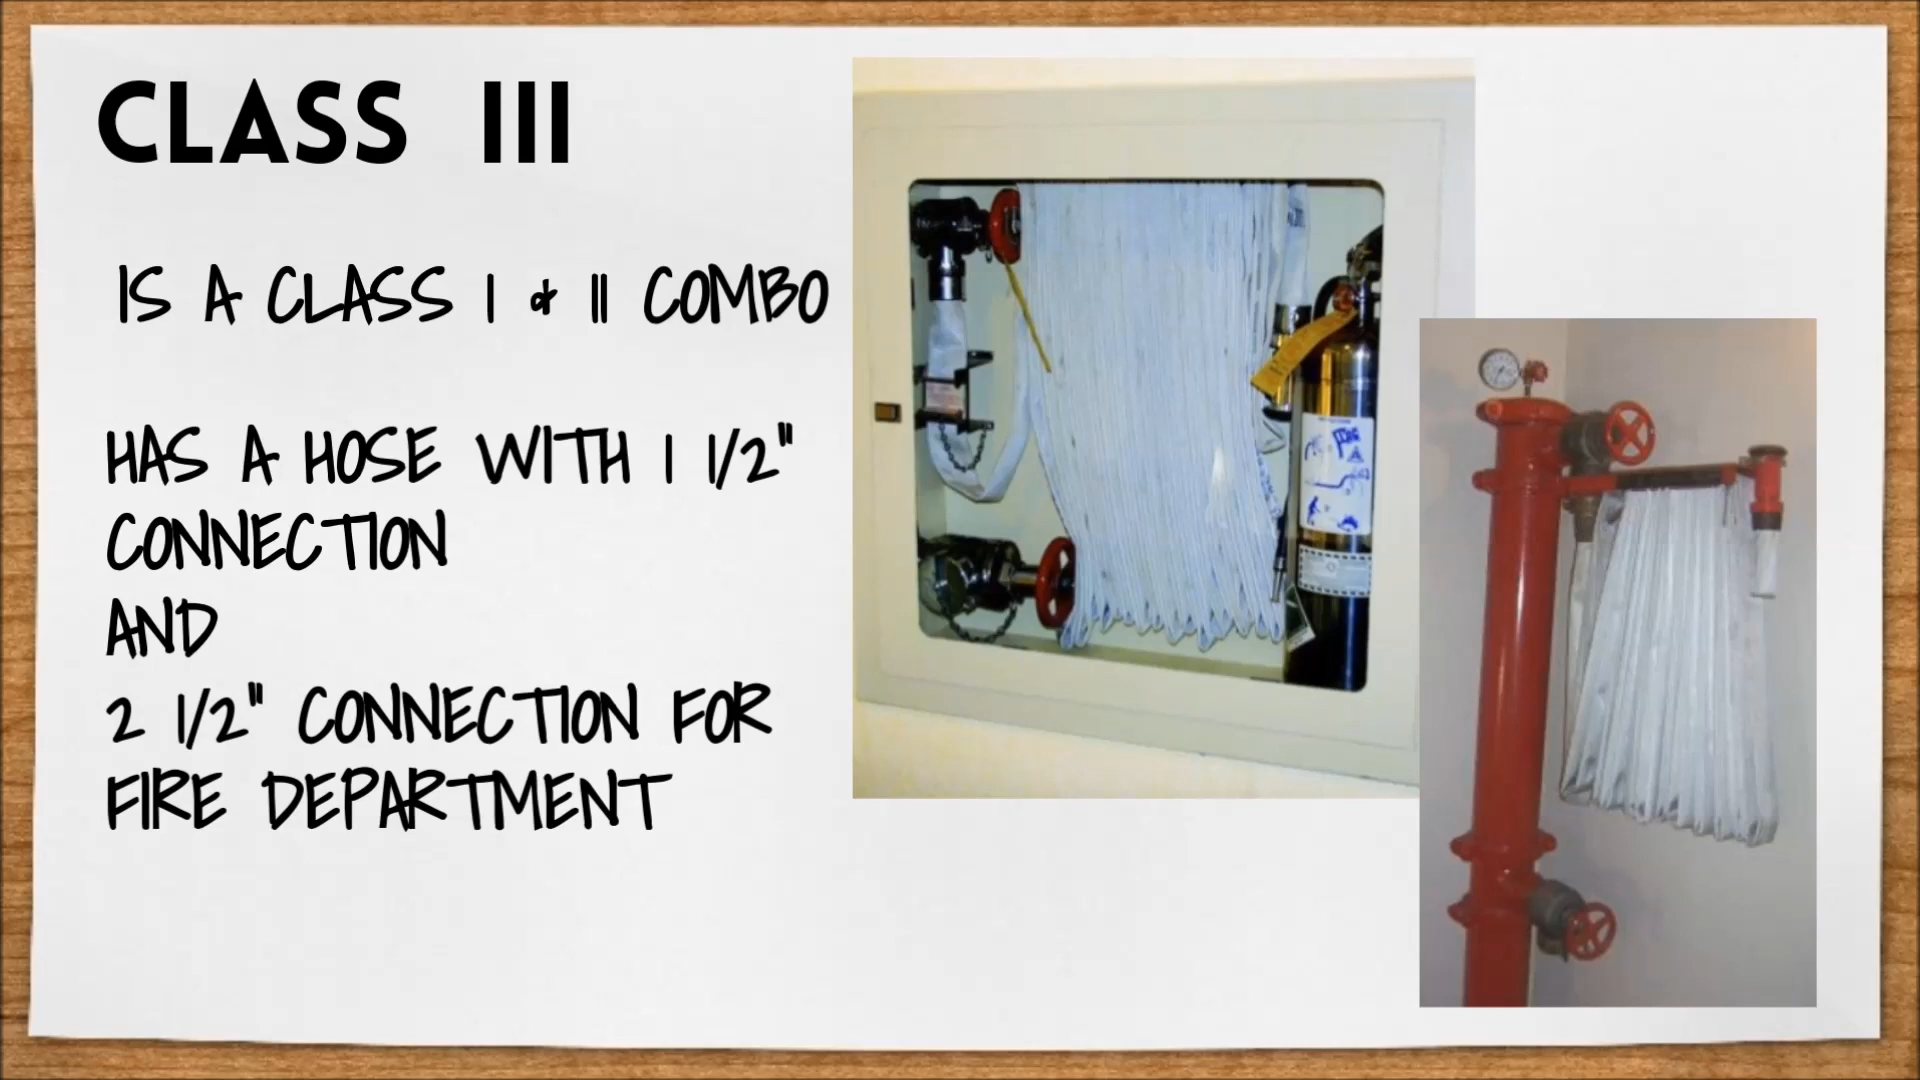 CLASS III
IS A CLASS I & II COMBO
HAS A HOSE WITH 1 1/2"
CONNECTION
AND
2 1/2" CONNECTION FOR
FIRE DEPARTMENT